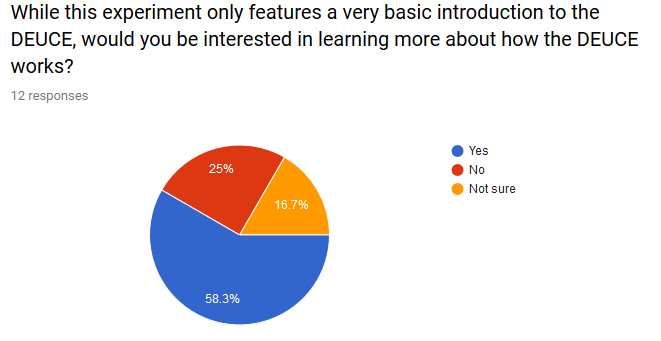 While this experiment only features a very basic introduction to the
DEUCE, would you be interested in learning more about how the DEUCE
works?
12 responses
25%
16.7%
58.3%
Yes
No
Not sure